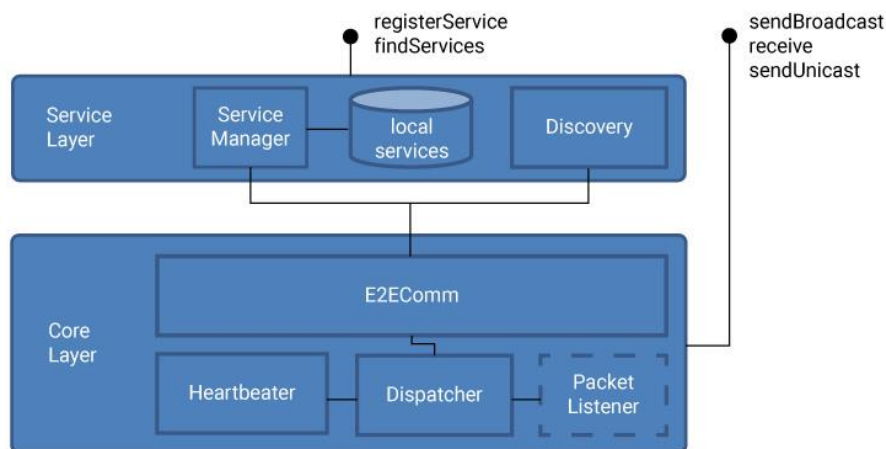 registerService
findServices
sendBroadcast
receive
sendUnicast
Service
Layer
Service
Manager
local
services
Discovery
E2EComm
Core
Layer
Heartbeater
Dispatcher
Packet
Listener